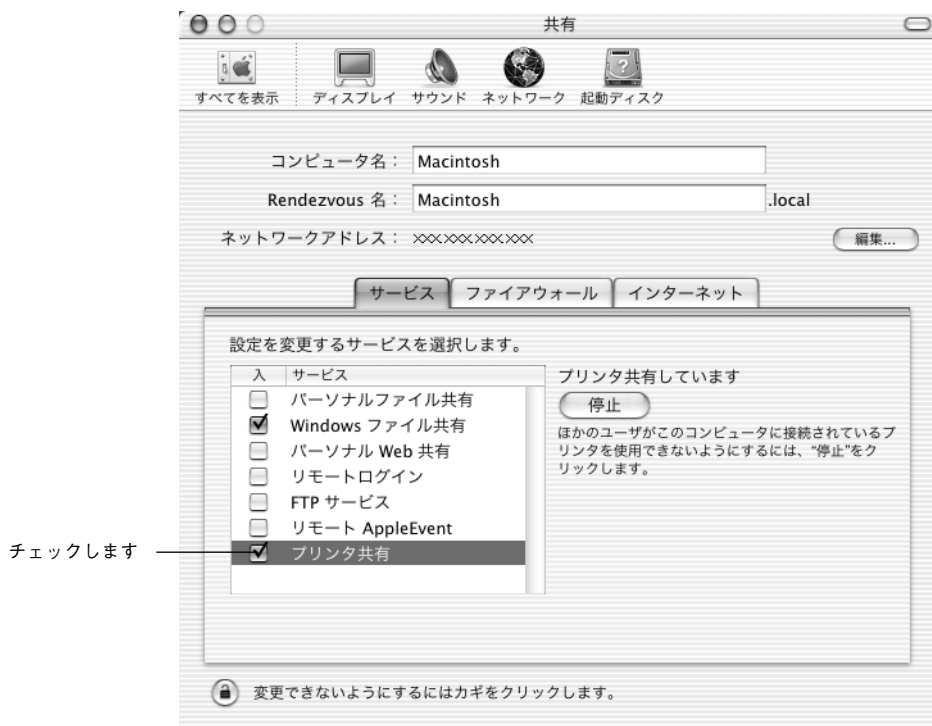 共有
すべてを表示 ディスプレイ サウンド ネットワーク 起動ディスク
コンピュータ名： Macintosh
Rendezvous 名： Macintosh .local
ネットワークアドレス： xxx.xxx.xxx.xxx 編集...
サービス ファイアウォール インターネット
設定を変更するサービスを選択します。
入 サービス
パーソナルファイル共有
Windows ファイル共有
パーソナル Web 共有
リモートログイン
FTP サービス
リモート AppleEvent
プリンタ共有
プリンタ共有しています
停止
ほかのユーザがこのコンピュータに接続されているプ
リンタを使用できないようにするには、“停止”をク
リックします。
チェックします
変更できないようにするにはカギをクリックします。